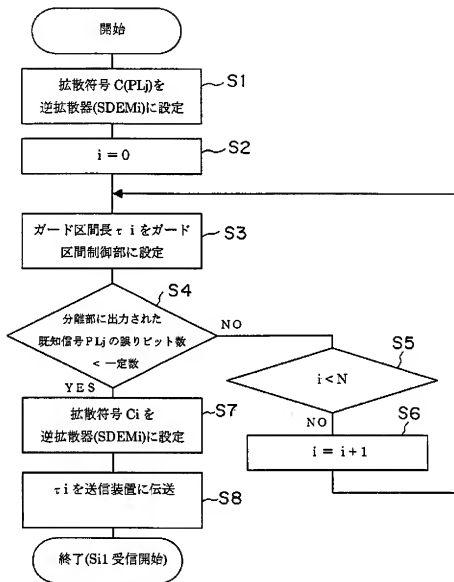 開始
拡散符号 C(PLj)を
逆拡散器(SDEMi)に設定
S1
i = 0
S2
ガード区間長 τ i をガード
区間制御部に設定
S3
分離部に出力された
既知信号 PLj の誤りビット数
< 一定数
S4
NO
YES
i < N
S5
NO
i = i + 1
S6
拡散符号 Ci を
逆拡散器(SDEMi)に設定
S7
τ i を送信装置に伝送
S8
終了(Si1 受信開始)